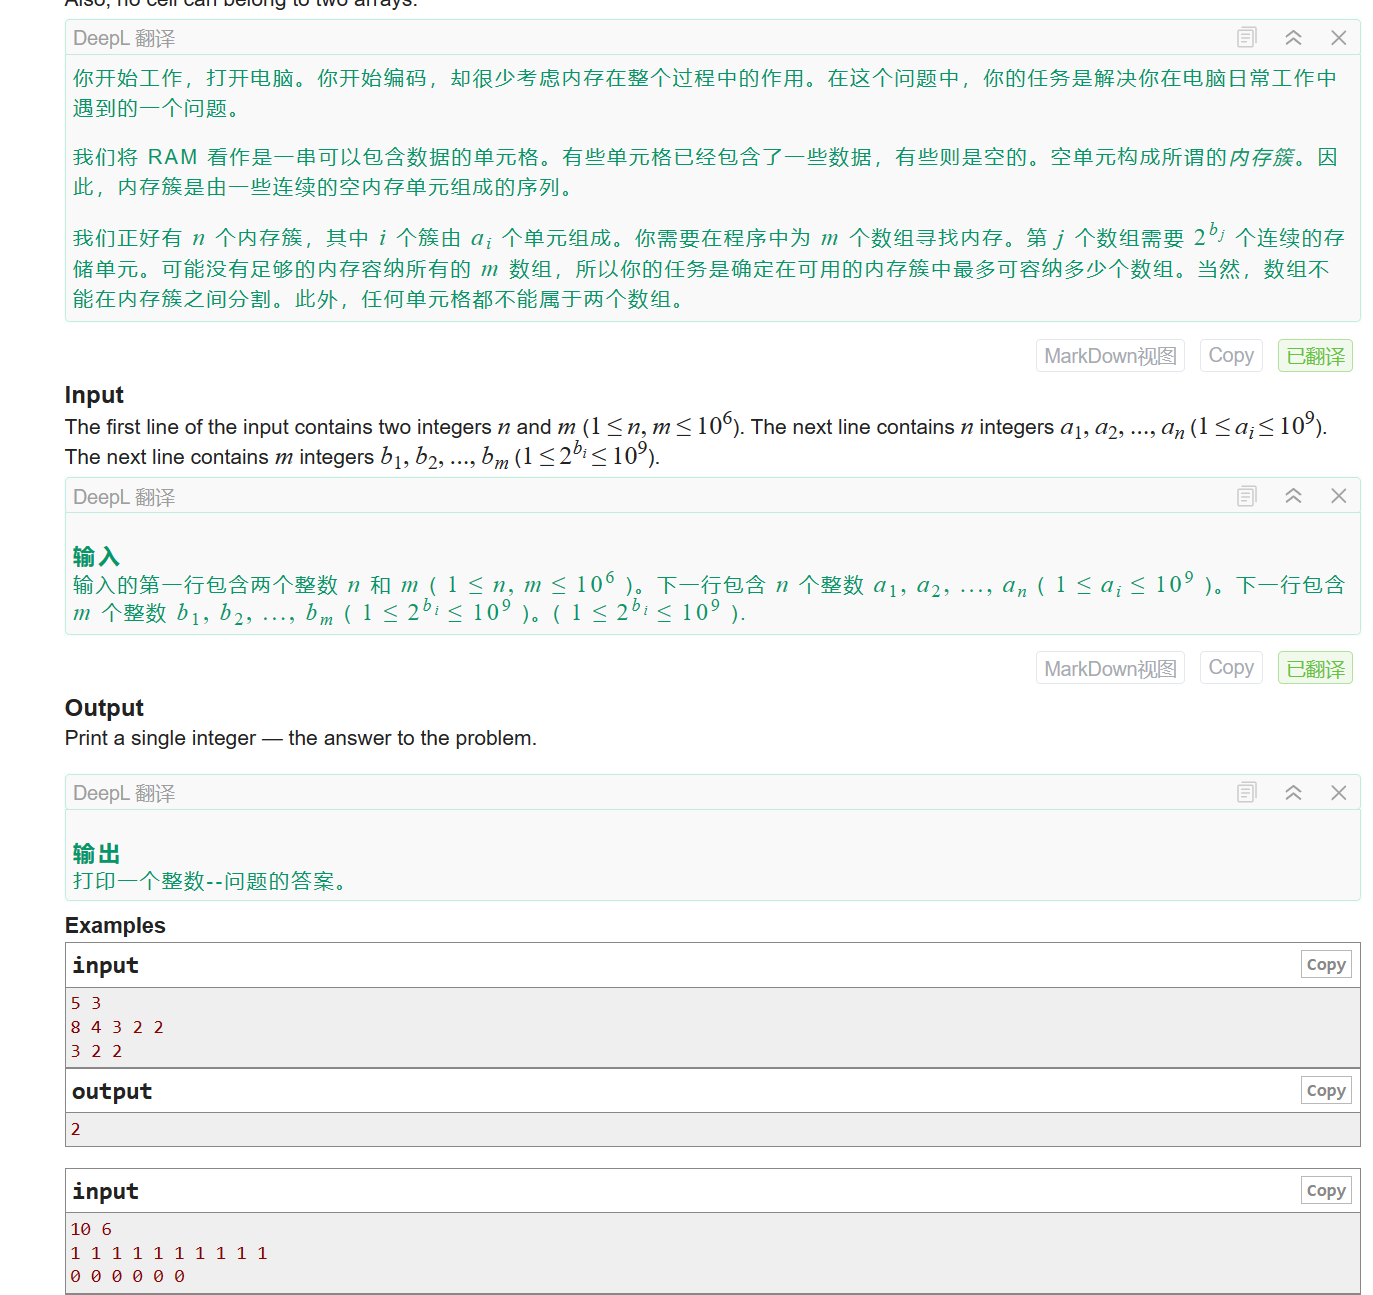 Also, no cell can belong to two arrays.
DeepL 翻译
你开始工作，打开电脑。你开始编码，却很少考虑内存在整个过程中的作用。在这个问题中，你的任务是解决你在电脑日常工作中
遇到的一个问题。
我们将 RAM 看作是一串可以包含数据的单元格。有些单元格已经包含了一些数据，有些则是空的。空单元构成所谓的内存簇。因
此，内存簇是由一些连续的空内存单元组成的序列。
我们正好有 n 个内存簇，其中 i 个簇由 a_i 个单元组成。你需要在程序中为 m 个数组寻找内存。第 j 个数组需要 2^{b_j} 个连续的存
储单元。可能没有足够的内存容纳所有的 m 数组，所以你的任务是确定在可用的内存簇中最多可容纳多少个数组。当然，数组不
能在内存簇之间分割。此外，任何单元格都不能属于两个数组。
MarkDown视图 Copy 已翻译
Input
The first line of the input contains two integers n and m (1 ≤ n, m ≤ 10^6). The next line contains n integers a_1, a_2, ..., a_n (1 ≤ a_i ≤ 10^9).
The next line contains m integers b_1, b_2, ..., b_m (1 ≤ 2^{b_i} ≤ 10^9).
DeepL 翻译
输入
输入的第一行包含两个整数 n 和 m ( 1 ≤ n, m ≤ 10^6 )。下一行包含 n 个整数 a_1, a_2, ..., a_n ( 1 ≤ a_i ≤ 10^9 )。下一行包含
m 个整数 b_1, b_2, ..., b_m ( 1 ≤ 2^{b_i} ≤ 10^9 )。( 1 ≤ 2^{b_i} ≤ 10^9 ).
MarkDown视图 Copy 已翻译
Output
Print a single integer — the answer to the problem.
DeepL 翻译
输出
打印一个整数--问题的答案。
Examples
input Copy
5 3
8 4 3 2 2
3 2 2
output Copy
2
input Copy
10 6
1 1 1 1 1 1 1 1 1 1
0 0 0 0 0 0